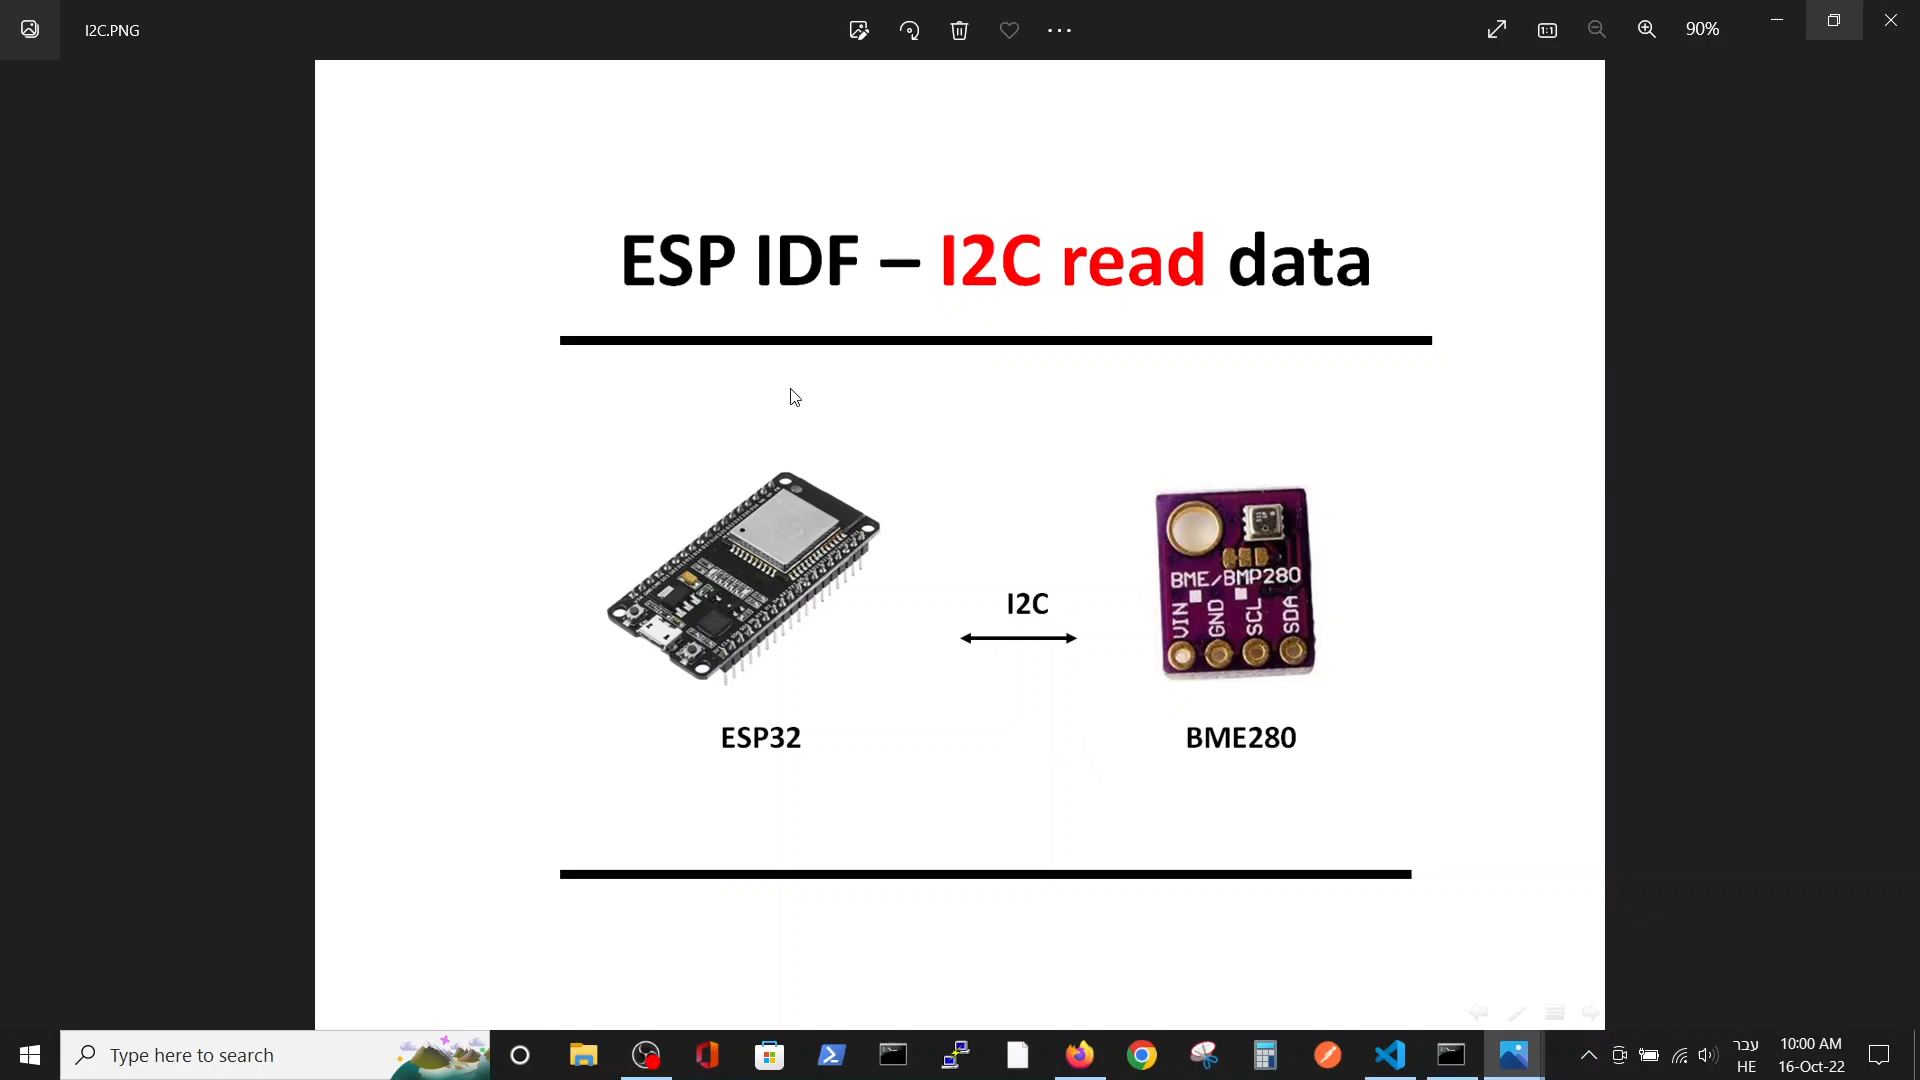 I2C.PNG
90%
ESP IDF – I2C read data
I2C
BME/BMP280
VIN
GND
SCL
SDA
ESP32
BME280
Type here to search
עבר
HE
10:00 AM
16-Oct-22